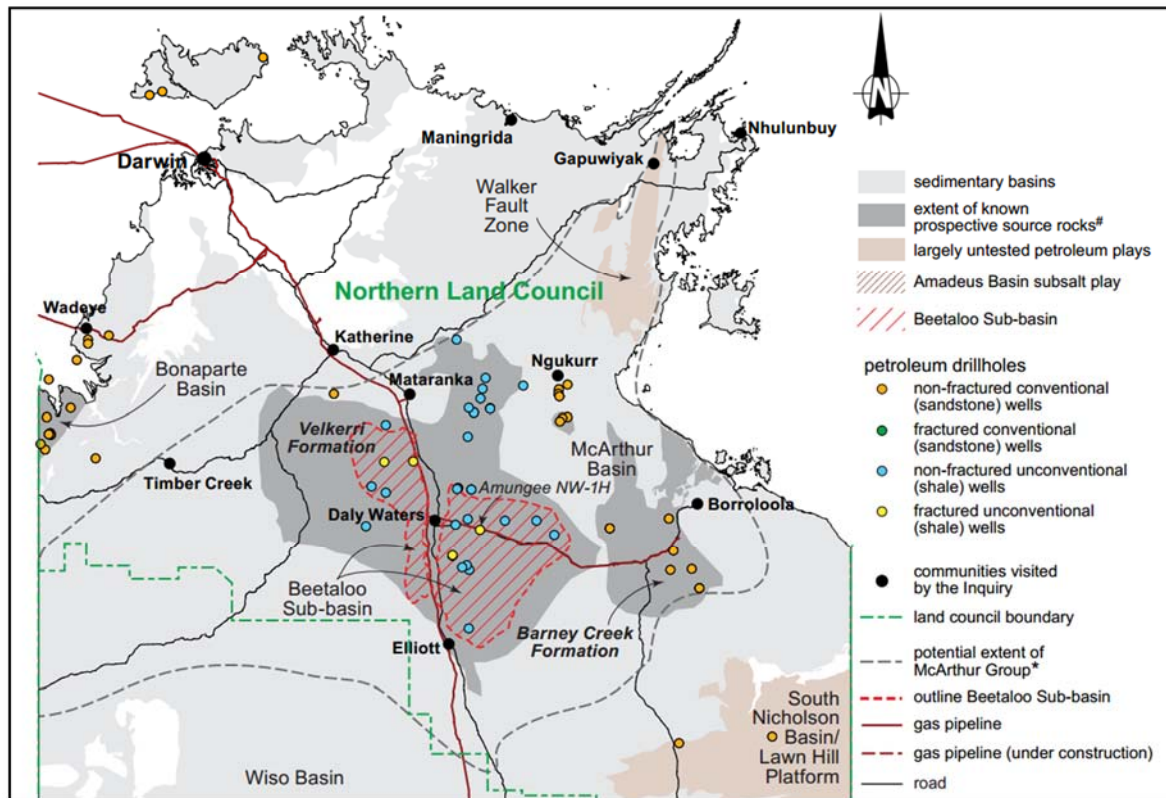 Maningrida
Nhulunbuy
Darwin
Gapuwiyak
Walker
Fault
Zone
Northern Land Council
Wadeye
Katherine
Bonaparte
Basin
Mataranka
Ngukurr
Velkerri
Formation
McArthur
Basin
Timber Creek
Amungee NW-1H
Daly Waters
Borroloola
Beetaloo
Sub-basin
Barney Creek
Formation
Elliott
South
Nicholson
Basin/
Lawn Hill
Platform
Wiso Basin
N
sedimentary basins
extent of known
prospective source rocks#
largely untested petroleum plays
Amadeus Basin subsalt play
Beetaloo Sub-basin
petroleum drillholes
non-fractured conventional
(sandstone) wells
fractured conventional
(sandstone) wells
non-fractured unconventional
(shale) wells
fractured unconventional
(shale) wells
communities visited
by the Inquiry
land council boundary
potential extent of
McArthur Group*
outline Beetaloo Sub-basin
gas pipeline
gas pipeline (under construction)
road